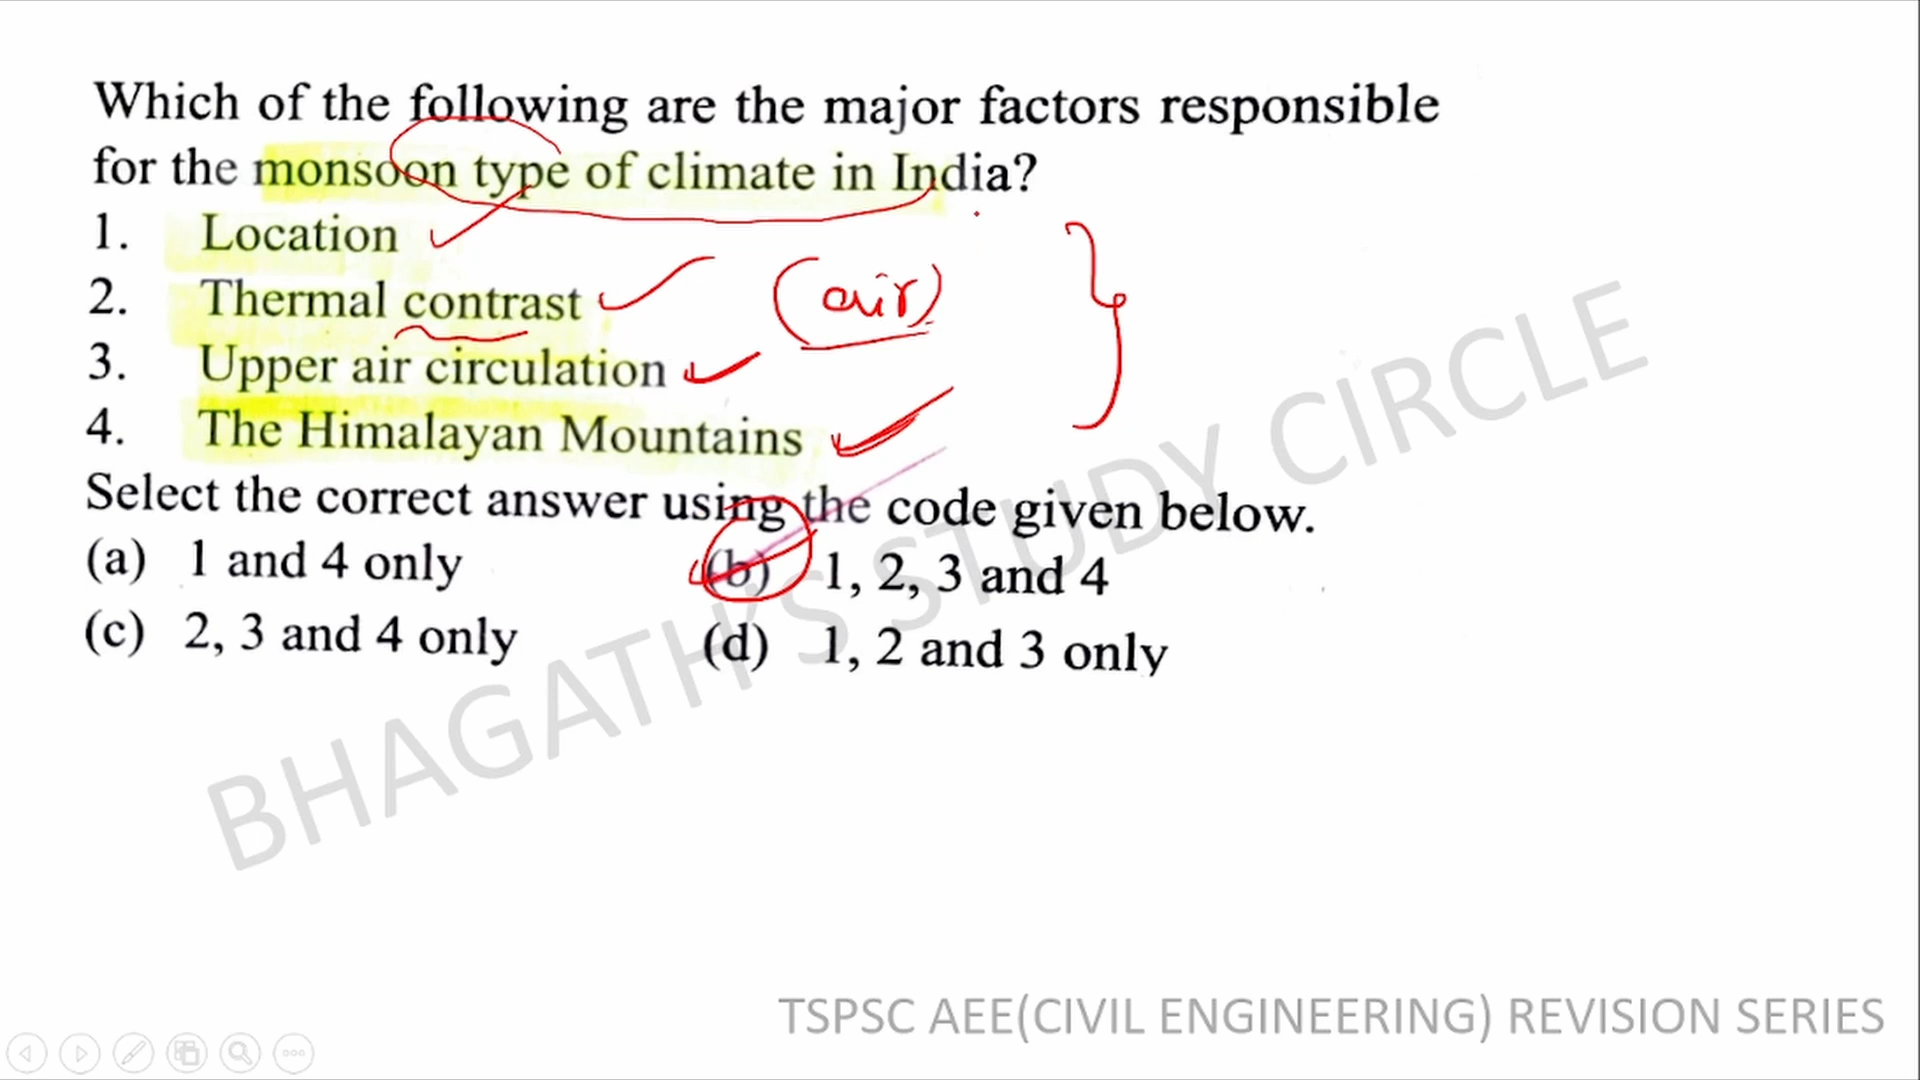 Which of the following are the major factors responsible
for the monsoon type of climate in India?
1. Location
2. Thermal contrast (air)
3. Upper air circulation
4. The Himalayan Mountains
Select the correct answer using the code given below.
(a) 1 and 4 only (b) 1, 2, 3 and 4
(c) 2, 3 and 4 only (d) 1, 2 and 3 only
BHAGATH'S STUDY CIRCLE
TSPSC AEE(CIVIL ENGINEERING) REVISION SERIES